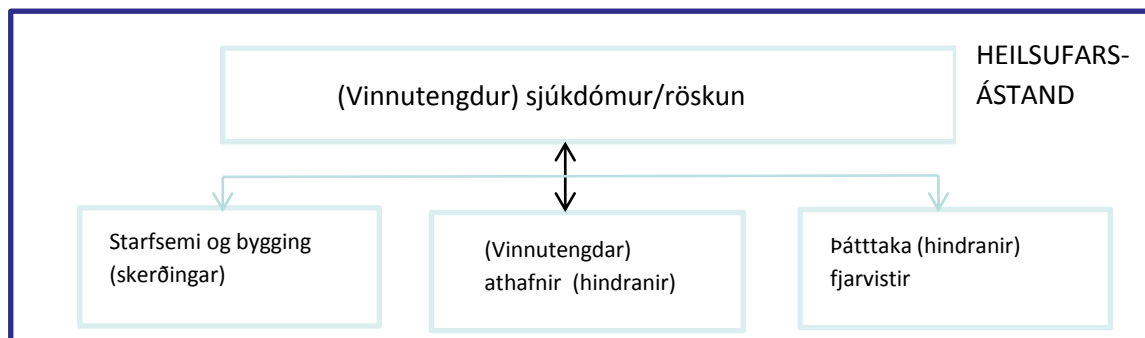 HEILSUFARS-
ÁSTAND
(Vinnutengdur) sjúkdómur/röskun
Starfsemi og bygging
(skerðingar)
(Vinnutengdar)
athafnir (hindranir)
Þátttaka (hindranir)
fjarvistir